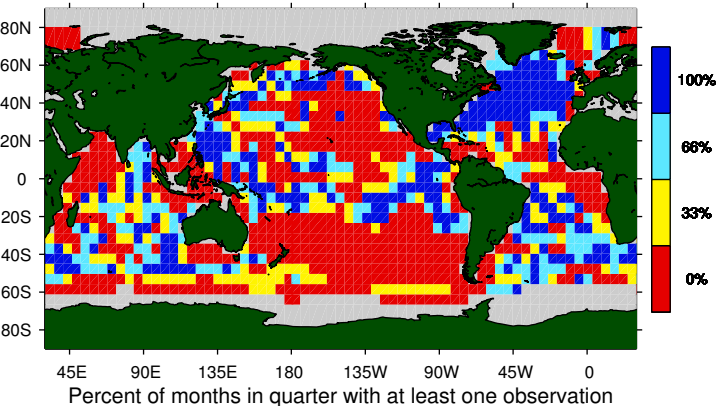 80N
60N
40N
20N
0
20S
40S
60S
80S
100%
66%
33%
0%
45E 90E 135E 180 135W 90W 45W 0
Percent of months in quarter with at least one observation